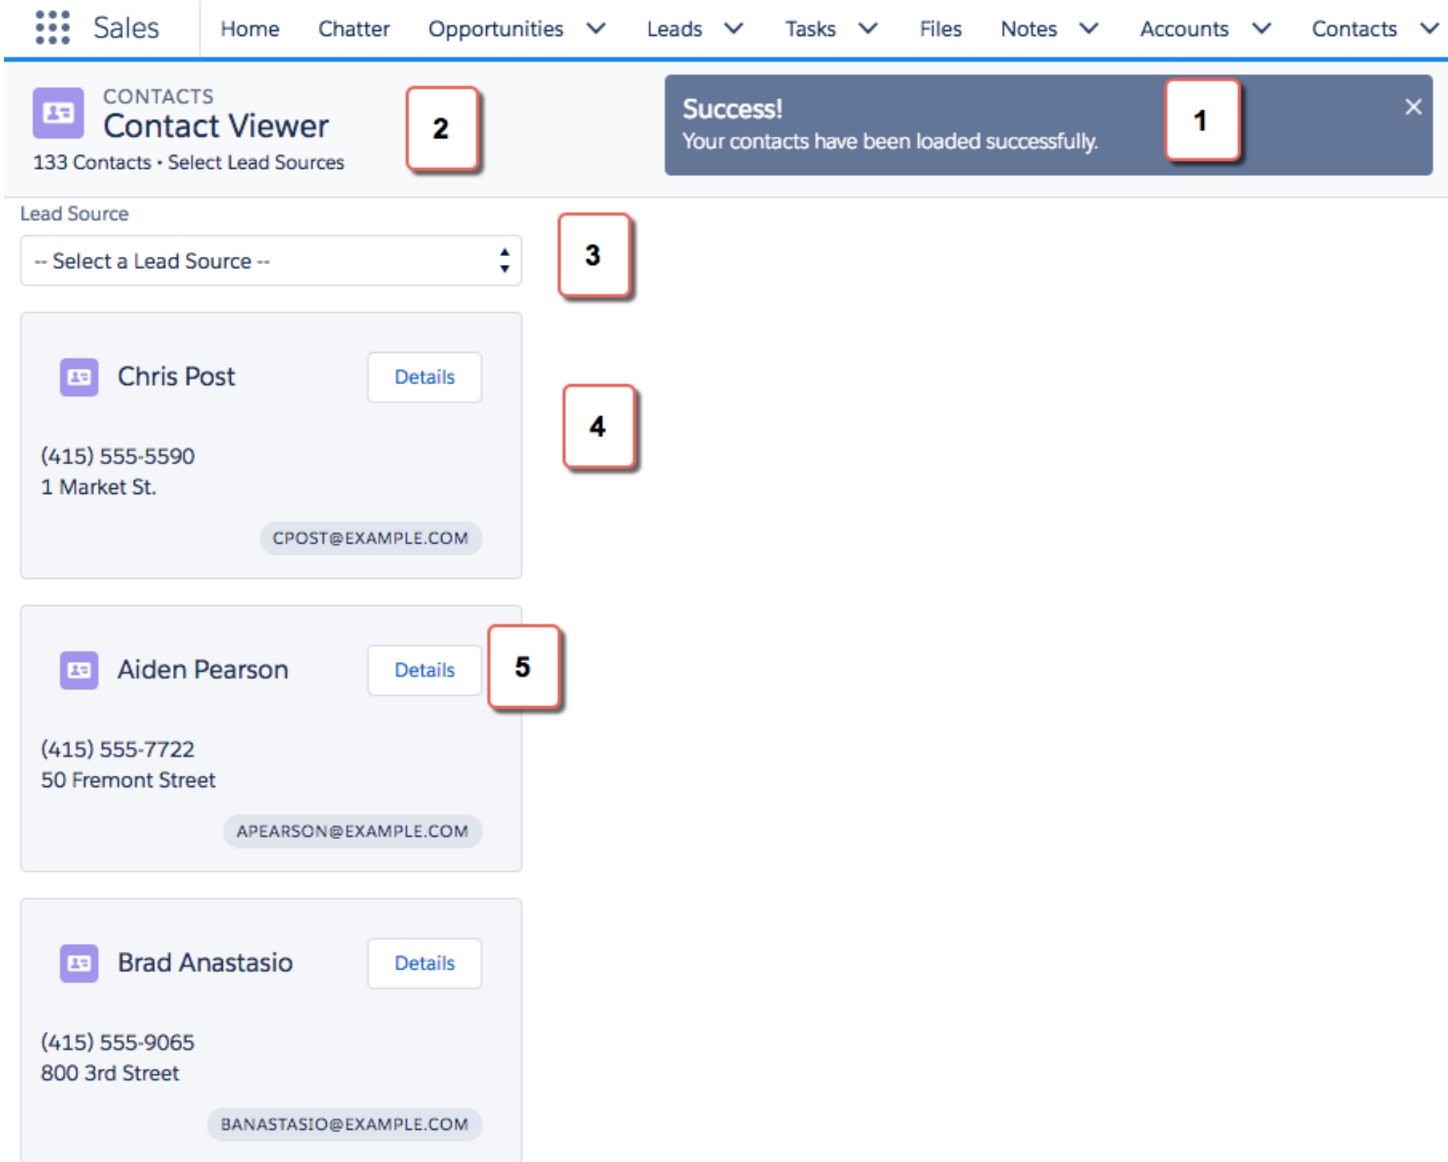 Sales Home Chatter Opportunities Leads Tasks Files Notes Accounts Contacts
CONTACTS
Contact Viewer
133 Contacts • Select Lead Sources
2
Success!
Your contacts have been loaded successfully.
1
Lead Source
-- Select a Lead Source --
3
Chris Post Details
4
(415) 555-5590
1 Market St.
CPOST@EXAMPLE.COM
Aiden Pearson Details
5
(415) 555-7722
50 Fremont Street
APEARSON@EXAMPLE.COM
Brad Anastasio Details
(415) 555-9065
800 3rd Street
BANASTASIO@EXAMPLE.COM